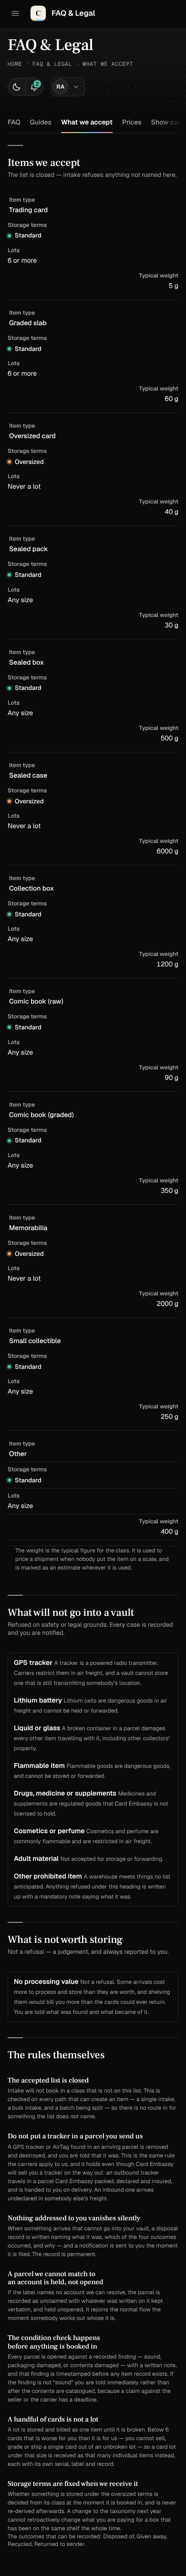 C FAQ & Legal
FAQ & Legal
HOME › FAQ & LEGAL › WHAT WE ACCEPT
2
RA
FAQ Guides What we accept Prices Show
Items we accept
The list is closed — intake refuses anything not named here.
Item type
Trading card
Storage terms
Standard
Lots
6 or more
Typical weight
5 g
Item type
Graded slab
Storage terms
Standard
Lots
6 or more
Typical weight
60 g
Item type
Oversized card
Storage terms
Oversized
Lots
Never a lot
Typical weight
40 g
Item type
Sealed pack
Storage terms
Standard
Lots
Any size
Typical weight
30 g
Item type
Sealed box
Storage terms
Standard
Lots
Any size
Typical weight
500 g
Item type
Sealed case
Storage terms
Oversized
Lots
Never a lot
Typical weight
6000 g
Item type
Collection box
Storage terms
Standard
Lots
Any size
Typical weight
1200 g
Item type
Comic book (raw)
Storage terms
Standard
Lots
Any size
Typical weight
90 g
Item type
Comic book (graded)
Storage terms
Standard
Lots
Any size
Typical weight
350 g
Item type
Memorabilia
Storage terms
Oversized
Lots
Never a lot
Typical weight
2000 g
Item type
Small collectible
Storage terms
Standard
Lots
Any size
Typical weight
250 g
Item type
Other
Storage terms
Standard
Lots
Any size
Typical weight
400 g
The weight is the typical figure for the class. It is used to
price a shipment when nobody put the item on a scale, and
is marked as an estimate wherever it is used.
What will not go into a vault
Refused on safety or legal grounds. Every case is recorded
and you are notified.
GPS tracker A tracker is a powered radio transmitter.
Carriers restrict them in air freight, and a vault cannot store
one that is still transmitting somebody's location.
Lithium battery Lithium cells are dangerous goods in air
freight and cannot be held or forwarded.
Liquid or glass A broken container in a parcel damages
every other item travelling with it, including other collectors'
property.
Flammable item Flammable goods are dangerous goods,
and cannot be stored or forwarded.
Drugs, medicine or supplements Medicines and
supplements are regulated goods that Card Embassy is not
licensed to hold.
Cosmetics or perfume Cosmetics and perfume are
commonly flammable and are restricted in air freight.
Adult material Not accepted for storage or forwarding.
Other prohibited item A warehouse meets things no list
anticipated. Anything refused under this heading is written
up with a mandatory note saying what it was.
What is not worth storing
Not a refusal — a judgement, and always reported to you.
No processing value Not a refusal. Some arrivals cost
more to process and store than they are worth, and shelving
them would bill you more than the cards could ever return.
You are told what was found and what became of it.
The rules themselves
The accepted list is closed
Intake will not book in a class that is not on this list. This is
checked on every path that can create an item — a single intake,
a bulk intake, and a batch being split — so there is no route in for
something the list does not name.
Do not put a tracker in a parcel you send us
A GPS tracker or AirTag found in an arriving parcel is removed
and destroyed, and you are told that it was. This is the same rule
the carriers apply to us, and it holds even though Card Embassy
will sell you a tracker on the way out: an outbound tracker
travels in a parcel Card Embassy packed, declared and insured,
and is handed to you on delivery. An inbound one arrives
undeclared in somebody else's freight.
Nothing addressed to you vanishes silently
When something arrives that cannot go into your vault, a disposal
record is written naming what it was, which of the four outcomes
occurred, and why — and a notification is sent to you the moment
it is filed. The record is permanent.
A parcel we cannot match to
an account is held, not opened
If the label names no account we can resolve, the parcel is
recorded as unclaimed with whatever was written on it kept
verbatim, and held unopened. It rejoins the normal flow the
moment somebody works out whose it is.
The condition check happens
before anything is booked in
Every parcel is opened against a recorded finding — sound,
packaging damaged, or contents damaged — with a written note,
and that finding is timestamped before any item record exists. If
the finding is not "sound" you are told immediately rather than
after the contents are catalogued, because a claim against the
seller or the carrier has a deadline.
A handful of cards is not a lot
A lot is stored and billed as one item until it is broken. Below 6
cards that is worse for you than it is for us — you cannot sell,
grade or ship a single card out of an unbroken lot — so a card lot
under that size is received as that many individual items instead,
each with its own serial, label and record.
Storage terms are fixed when we receive it
Whether something is stored under the oversized terms is
decided from its class at the moment it is booked in, and is never
re-derived afterwards. A change to the taxonomy next year
cannot retroactively change what you are paying for a box that
has been on the same shelf the whole time.
The outcomes that can be recorded: Disposed of, Given away,
Recycled, Returned to sender.